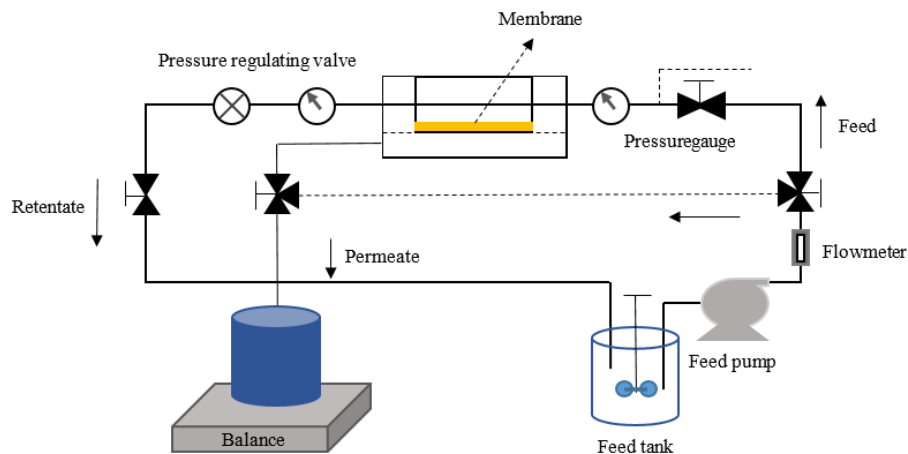 Membrane
Pressure regulating valve
Pressuregauge
Feed
Retentate
Permeate
Flowmeter
Feed pump
Balance
Feed tank